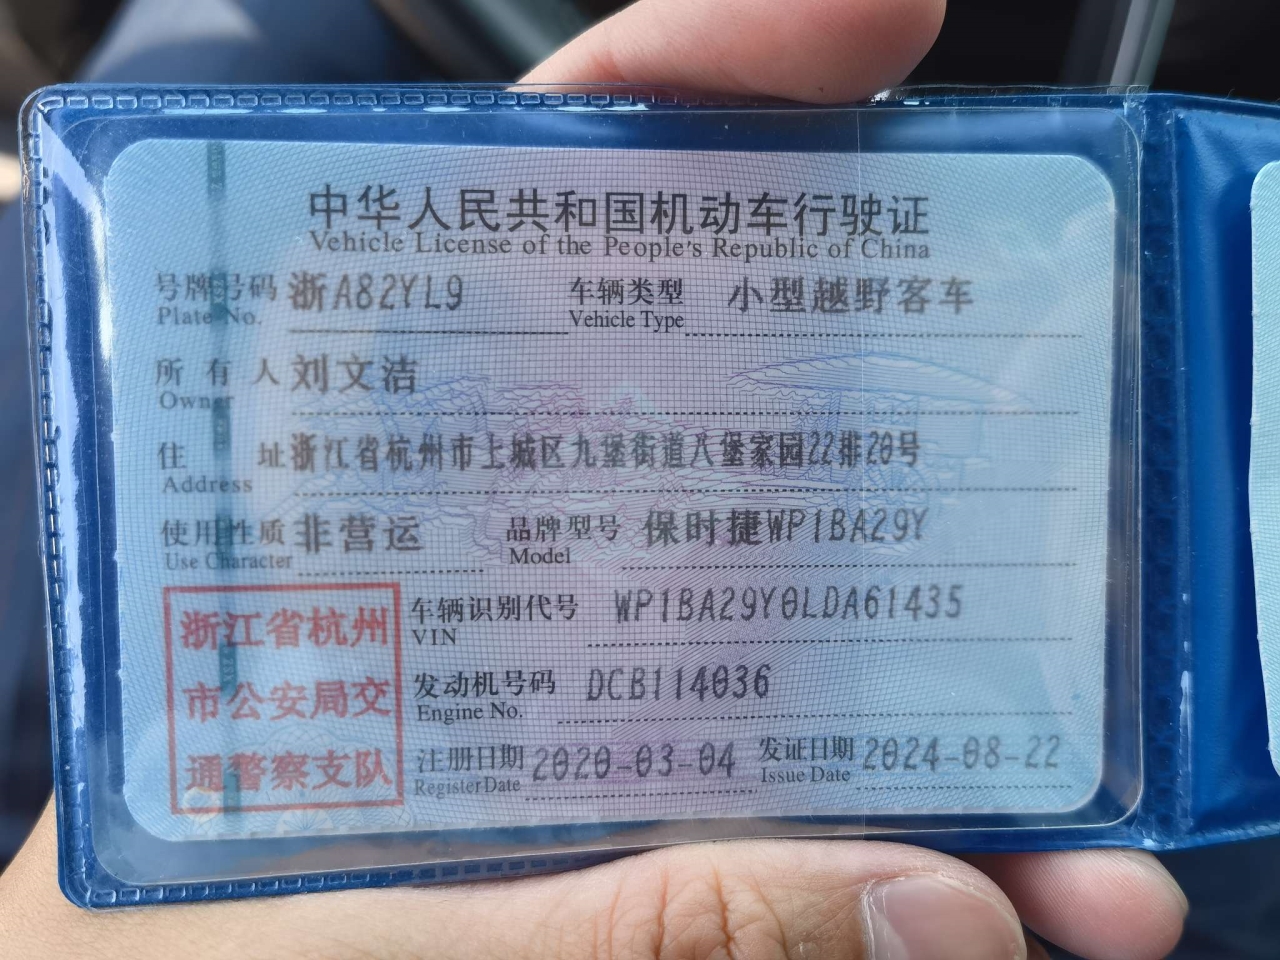 中华人民共和国机动车行驶证
Vehicle License of the People's Republic of China
号牌号码 浙A82YL9 车辆类型 小型越野客车
Plate No. Vehicle Type
所有人 刘文洁
Owner
住址 浙江省杭州市上城区九堡街道八堡家园22排20号
Address
使用性质 非营运 品牌型号 保时捷WP1BA29Y
Use Character Model
浙江省杭州
市公安局交
通警察支队
车辆识别代号 WP1BA29Y0LDA61435
VIN
发动机号码 DCB114036
Engine No.
注册日期 2020-03-04 发证日期 2024-08-22
Register Date Issue Date